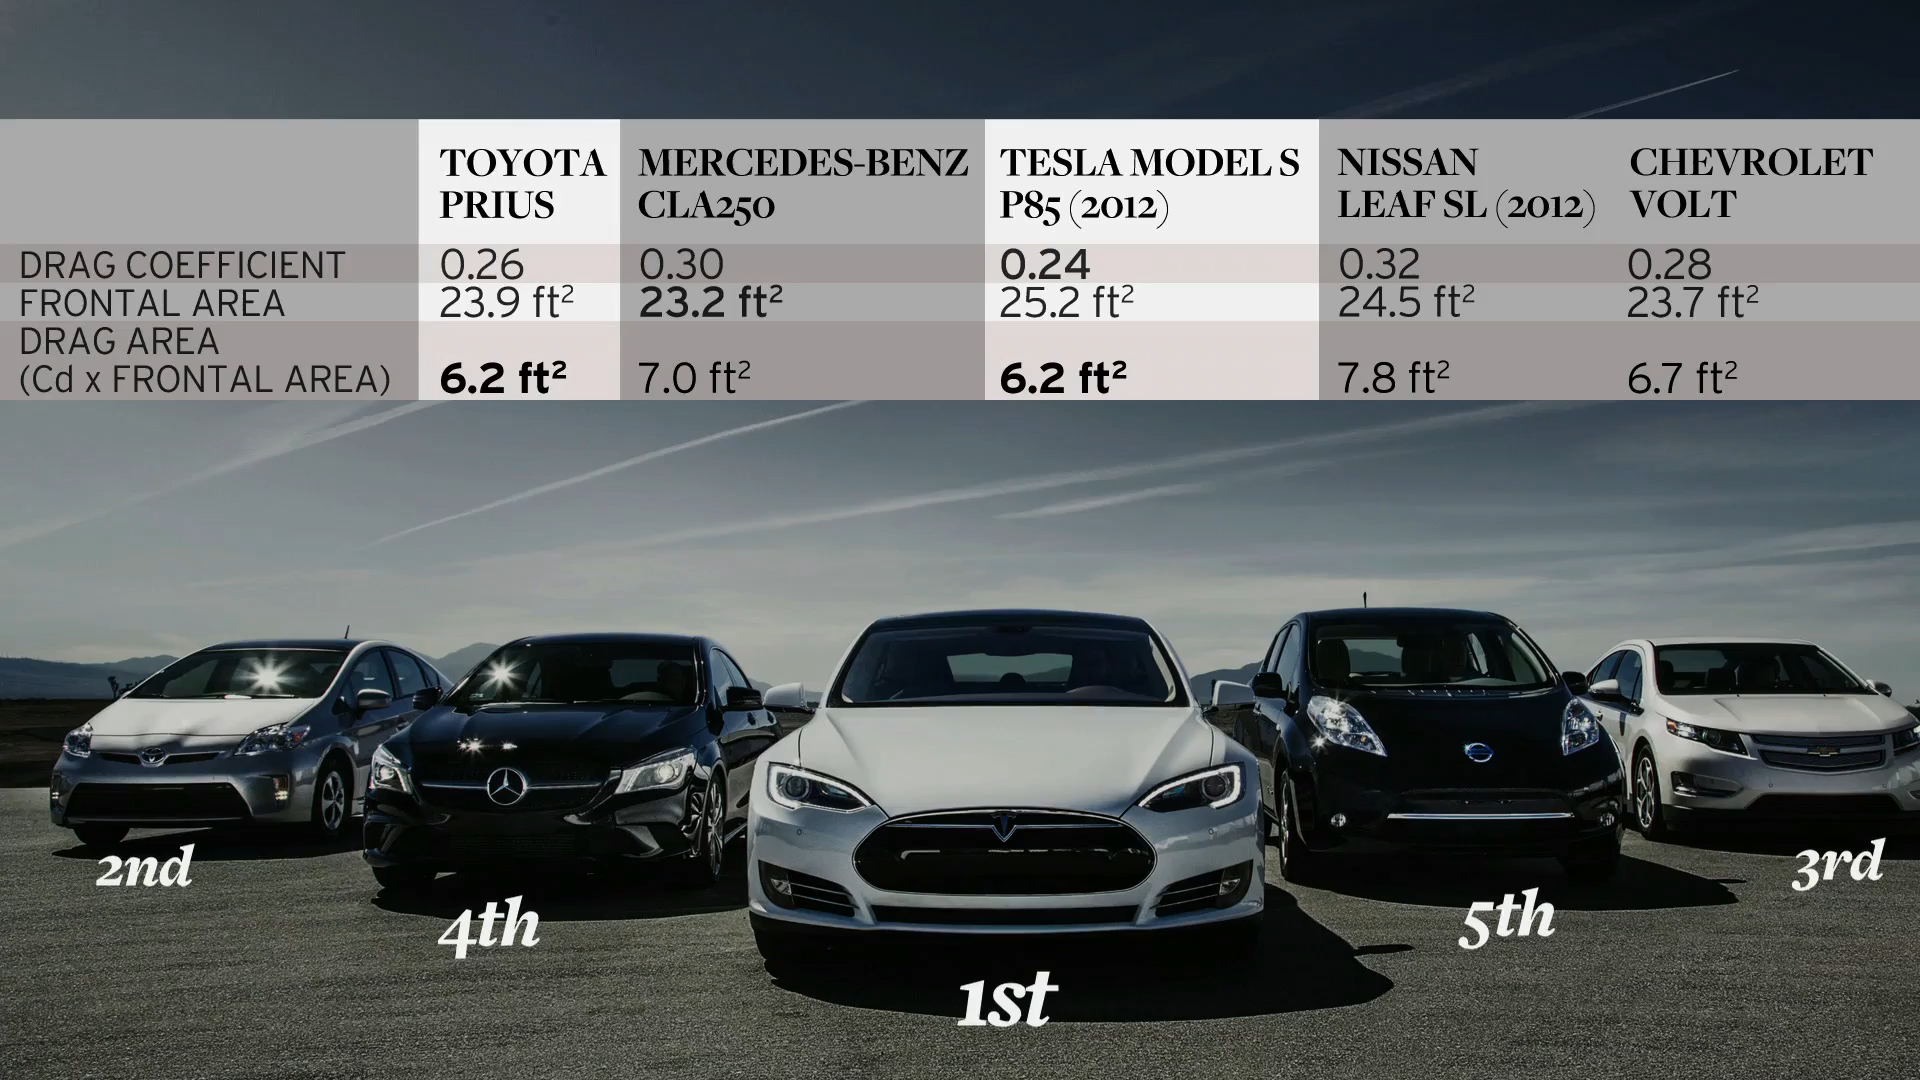 TOYOTA PRIUS
MERCEDES-BENZ CLA250
TESLA MODEL S P85 (2012)
NISSAN LEAF SL (2012)
CHEVROLET VOLT
DRAG COEFFICIENT 0.26 0.30 0.24 0.32 0.28
FRONTAL AREA 23.9 ft² 23.2 ft² 25.2 ft² 24.5 ft² 23.7 ft²
DRAG AREA
(Cd x FRONTAL AREA) 6.2 ft² 7.0 ft² 6.2 ft² 7.8 ft² 6.7 ft²
2nd
4th
1st
5th
3rd